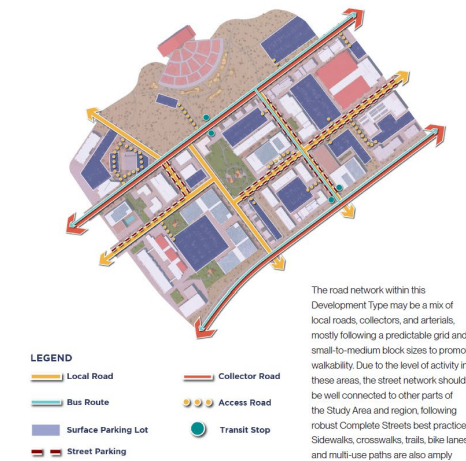 The road network within this
Development Type may be a mix of
local roads, collectors, and arterials,
mostly following a predictable grid and
small-to-medium block sizes to promo
walkability. Due to the level of activity in
these areas, the street network should
be well connected to other parts of
the Study Area and region, following
robust Complete Streets best practice
Sidewalks, crosswalks, trails, bike lanes
and multi-use paths are also amply
LEGEND
Local Road
Collector Road
Bus Route
Access Road
Surface Parking Lot
Transit Stop
Street Parking